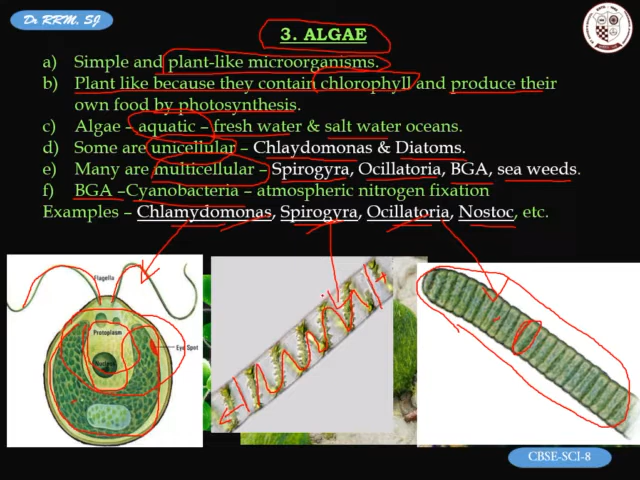 Dr RRM, SJ
3. ALGAE
a) Simple and plant-like microorganisms.
b) Plant like because they contain chlorophyll and produce their
own food by photosynthesis.
c) Algae – aquatic – fresh water & salt water oceans.
d) Some are unicellular – Chlaydomonas & Diatoms.
e) Many are multicellular – Spirogyra, Ocillatoria, BGA, sea weeds.
f) BGA –Cyanobacteria – atmospheric nitrogen fixation
Examples – Chlamydomonas, Spirogyra, Ocillatoria, Nostoc, etc.
Flagella
Protoplasm
Eye Spot
Nucleus
CBSE-SCI-8